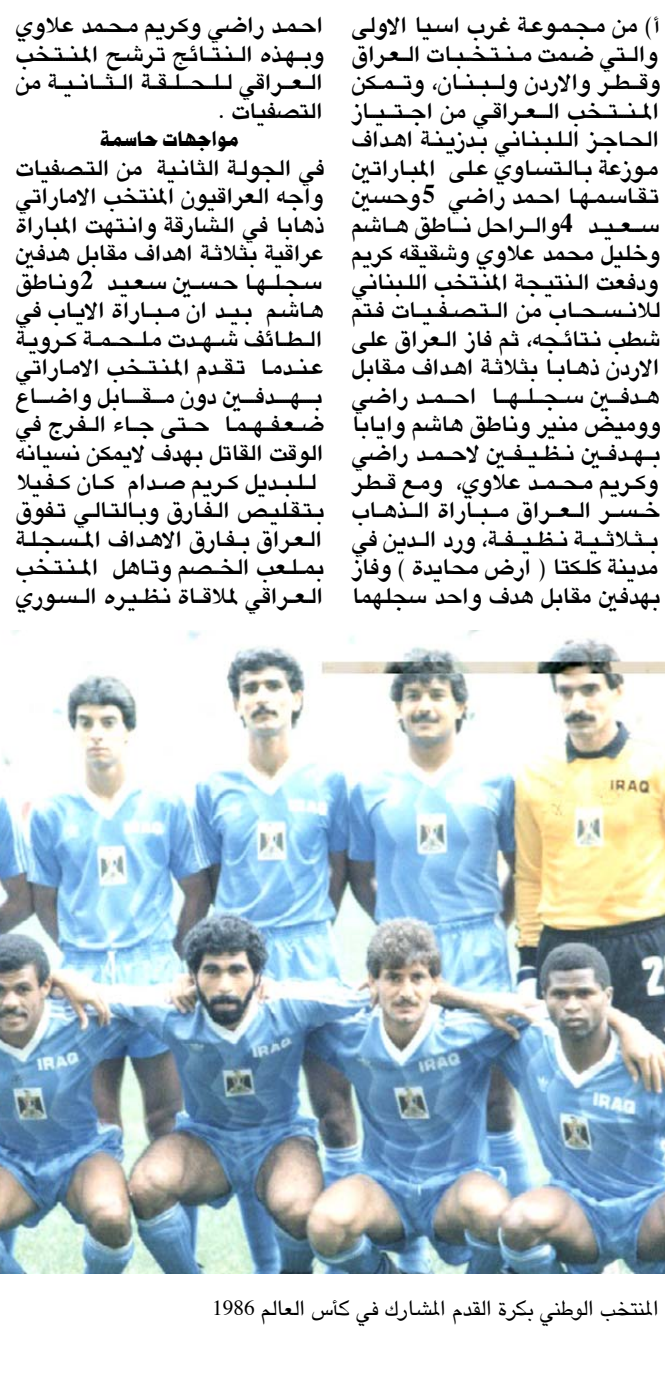 أ) من مجموعة غرب اسيا الاولى
والتي ضمت منتخبات العراق
وقطر والاردن ولبنان، وتمكن
المنتخب العراقي من اجتياز
الحاجز اللبناني بدزينة اهداف
موزعة بالتساوي على المباراتين
تقاسمها احمد راضي 5وحسين
سعيد 4والراحل ناطق هاشم
وخليل محمد علاوي وشقيقه كريم
ودفعت النتيجة المنتخب اللبناني
للانسحاب من التصفيات فتم
شطب نتائجه، ثم فاز العراق على
الاردن ذهابا بثلاثة اهداف مقابل
هدفين سجلها احمد راضي
ووميض منير وناطق هاشم وايابا
بهدفين نظيفين لاحمد راضي
وكريم محمد علاوي، ومع قطر
خسر العراق مباراة الذهاب
بثلاثية نظيفة، ورد الدين في
مدينة كلكتا ( ارض محايدة ) وفاز
بهدفين مقابل هدف واحد سجلهما
احمد راضي وكريم محمد علاوي
وبهذه النتائج ترشح المنتخب
العراقي للحلقة الثانية من
التصفيات .
مواجهات حاسمة
في الجولة الثانية من التصفيات
واجه العراقيون المنتخب الاماراتي
ذهابا في الشارقة وانتهت المباراة
عراقية بثلاثة اهداف مقابل هدفين
سجلها حسين سعيد 2وناطق
هاشم بيد ان مباراة الاياب في
الطائف شهدت ملحمة كروية
عندما تقدم المنتخب الاماراتي
بهدفين دون مقابل واضاع
ضعفهما حتى جاء الفرج في
الوقت القاتل بهدف لايمكن نسيانه
للبديل كريم صدام كان كفيلا
بتقليص الفارق وبالتالي تفوق
العراق بفارق الاهداف المسجلة
بملعب الخصم وتاهل المنتخب
العراقي لملاقاة نظيره السوري
IRAQ
IRAQ
IRAQ
2
IRAQ
IRAQ
IRAQ
IRAQ
المنتخب الوطني بكرة القدم المشارك في كأس العالم 1986